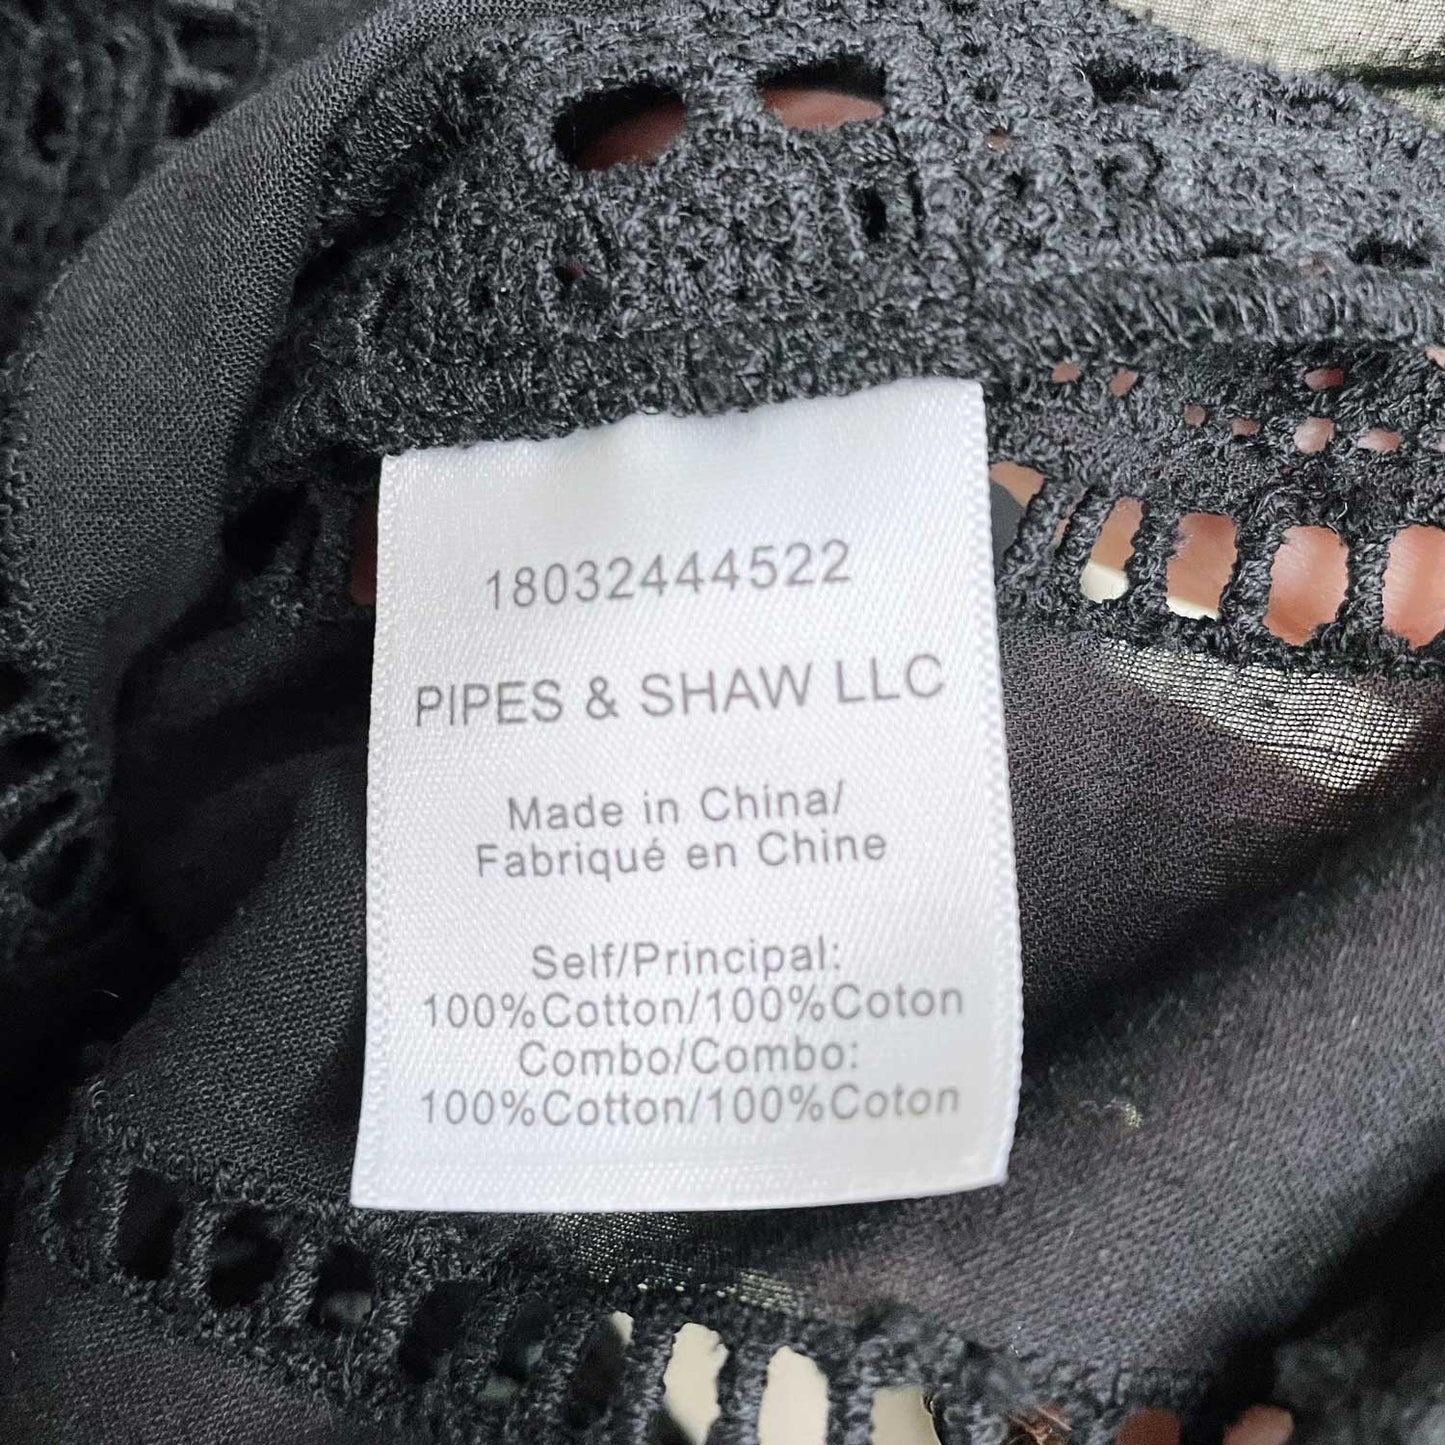 18032444522
PIPES & SHAW LLC
Made in China/
Fabriqué en Chine
Self/Principal:
100%Cotton/100%Coton
Combo/Combo:
100%Cotton/100%Coton